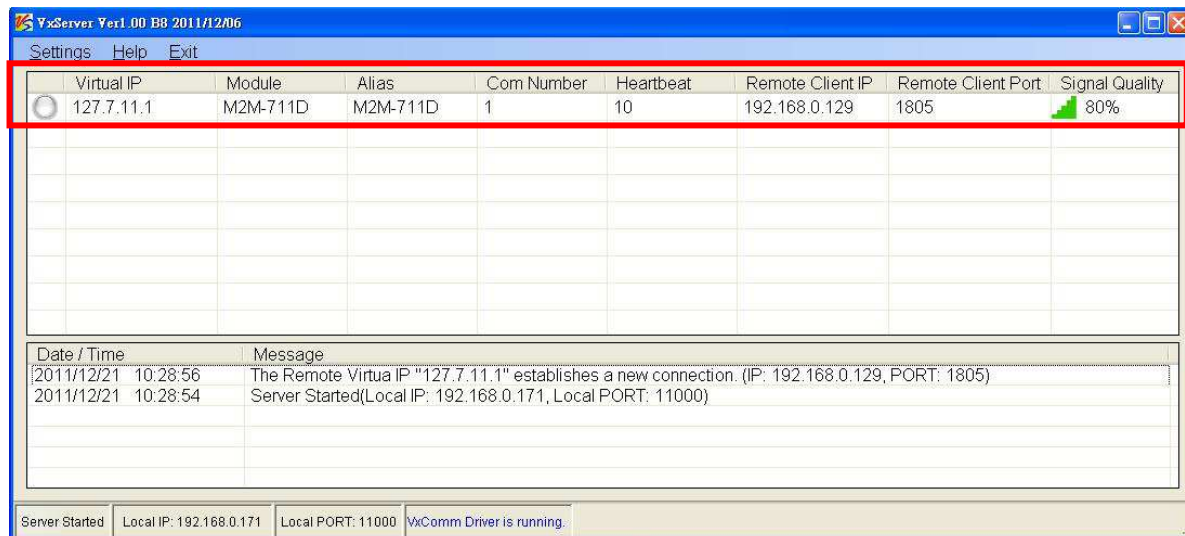 VxServer Ver1.00 B8 2011/12/06
Settings Help Exit
Virtual IP Module Alias Com Number Heartbeat Remote Client IP Remote Client Port Signal Quality
127.7.11.1 M2M-711D M2M-711D 1 10 192.168.0.129 1805 80%
Date / Time Message
2011/12/21 10:28:56 The Remote Virtua IP "127.7.11.1" establishes a new connection. (IP: 192.168.0.129, PORT: 1805)
2011/12/21 10:28:54 Server Started(Local IP: 192.168.0.171, Local PORT: 11000)
Server Started Local IP: 192.168.0.171 Local PORT: 11000 VxComm Driver is running.